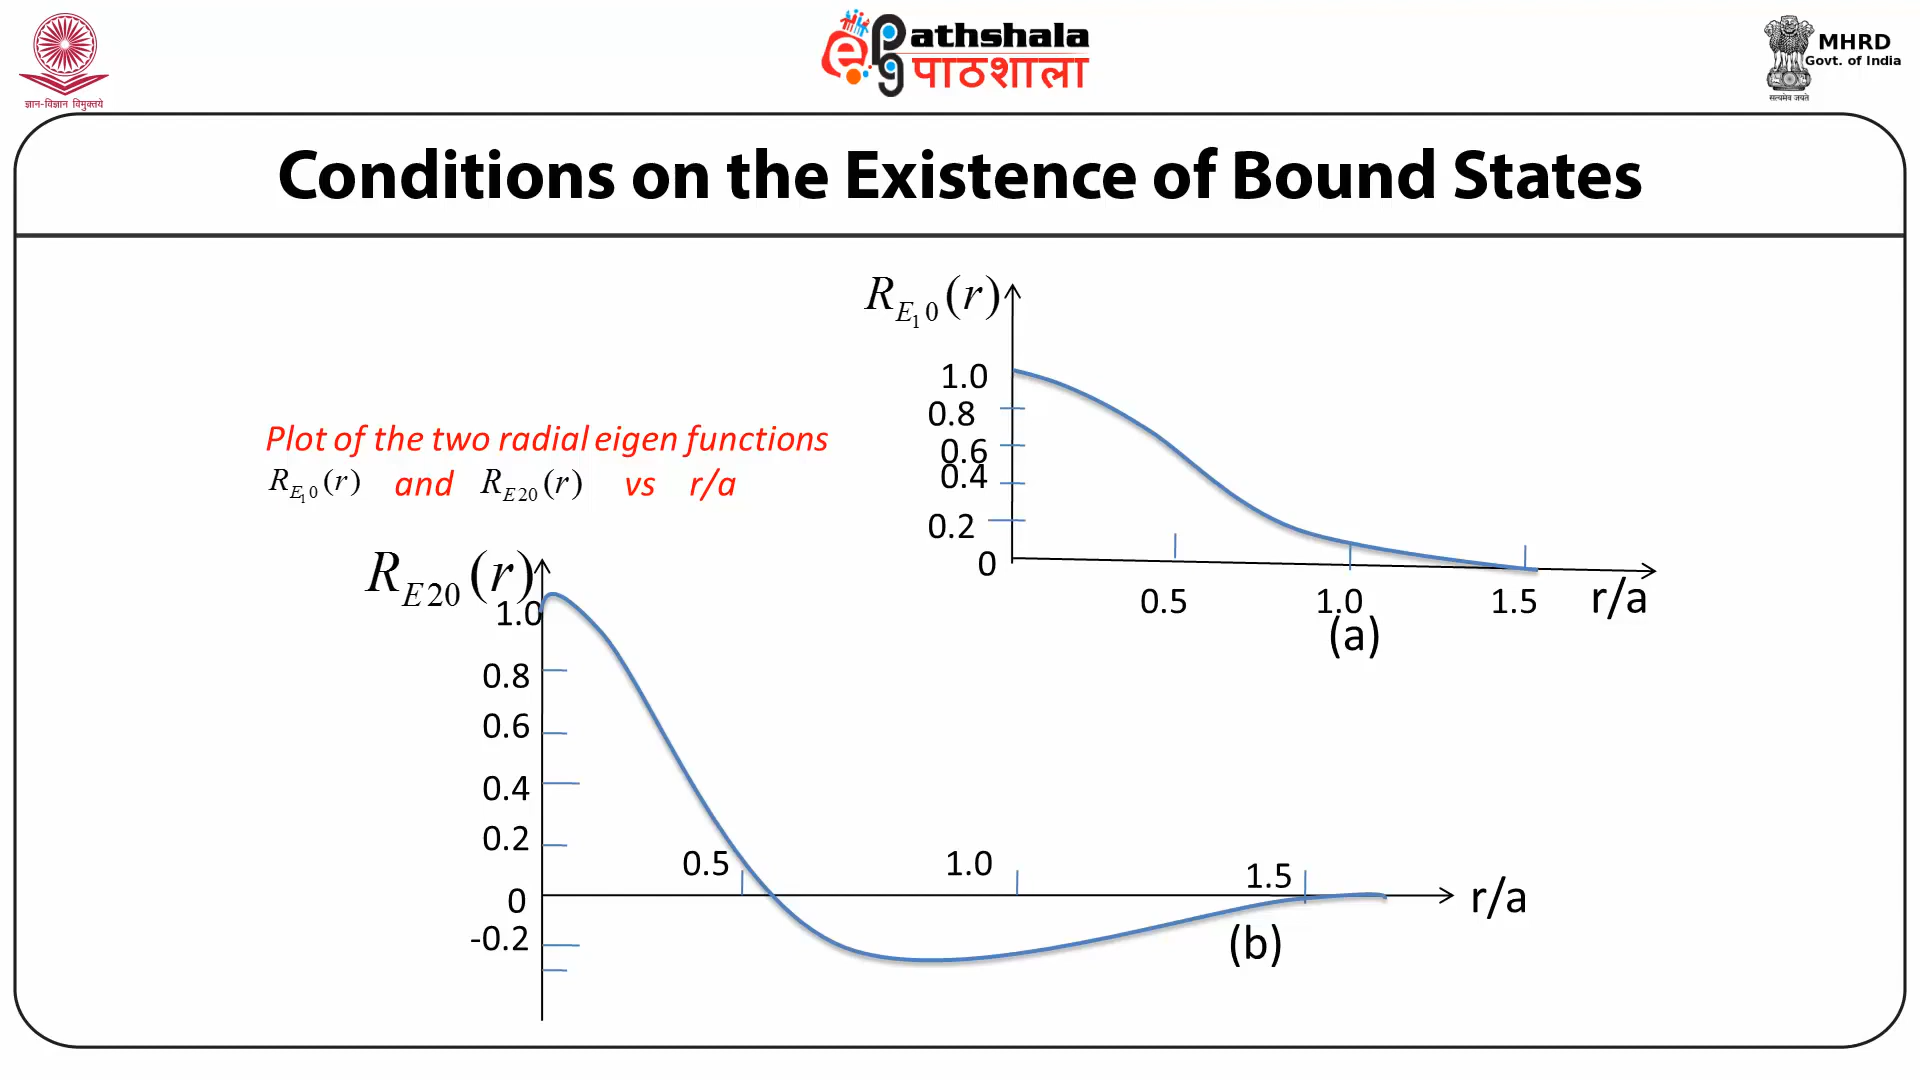 ज्ञान-विज्ञान विमुक्तये
ePathshala
पाठशाला
MHRD
Govt. of India
सत्यमेव जयते
Conditions on the Existence of Bound States
R_{E_1 0}(r)
1.0
0.8
0.6
0.4
0.2
0
0.5 1.0 1.5 r/a
(a)
Plot of the two radial eigen functions
R_{E_1 0}(r) and R_{E20}(r) vs r/a
R_{E20}(r)
1.0
0.8
0.6
0.4
0.2
0
-0.2
0.5 1.0 1.5 r/a
(b)